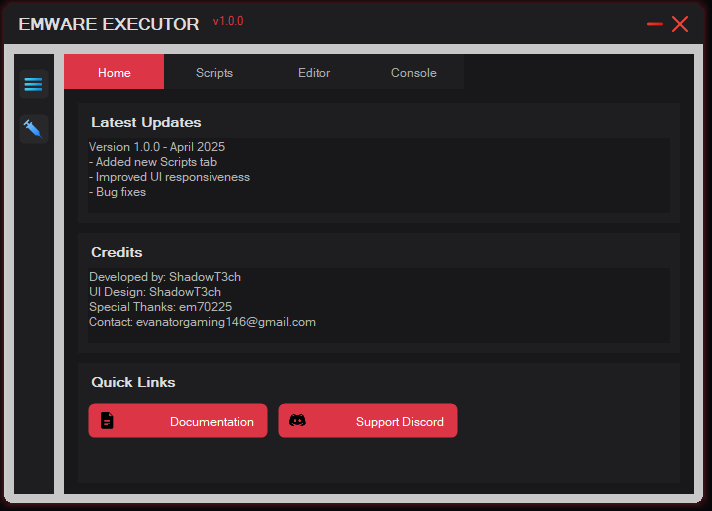 EMWARE EXECUTOR v1.0.0
Home Scripts Editor Console
Latest Updates
Version 1.0.0 - April 2025
- Added new Scripts tab
- Improved UI responsiveness
- Bug fixes
Credits
Developed by: ShadowT3ch
UI Design: ShadowT3ch
Special Thanks: em70225
Contact: evanatorgaming146@gmail.com
Quick Links
Documentation Support Discord